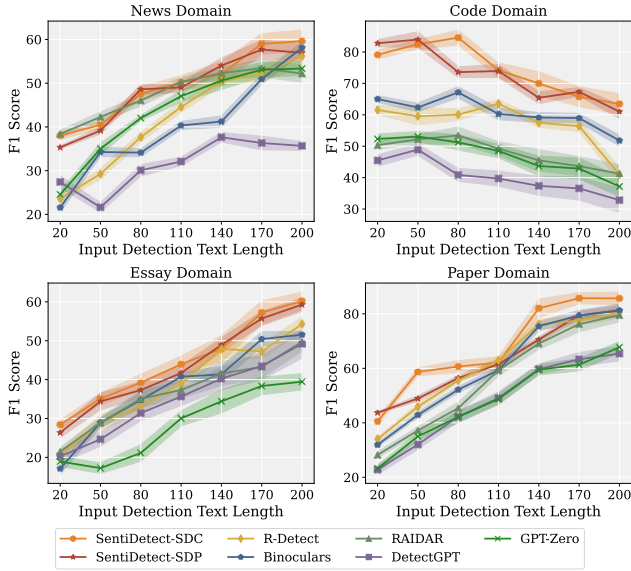 News Domain
F1 Score
60
50
40
30
20
20 50 80 110 140 170 200
Input Detection Text Length
Code Domain
F1 Score
80
70
60
50
40
30
20 50 80 110 140 170 200
Input Detection Text Length
Essay Domain
F1 Score
60
50
40
30
20
20 50 80 110 140 170 200
Input Detection Text Length
Paper Domain
F1 Score
80
60
40
20
20 50 80 110 140 170 200
Input Detection Text Length
SentiDetect-SDC R-Detect RAIDAR GPT-Zero
SentiDetect-SDP Binoculars DetectGPT